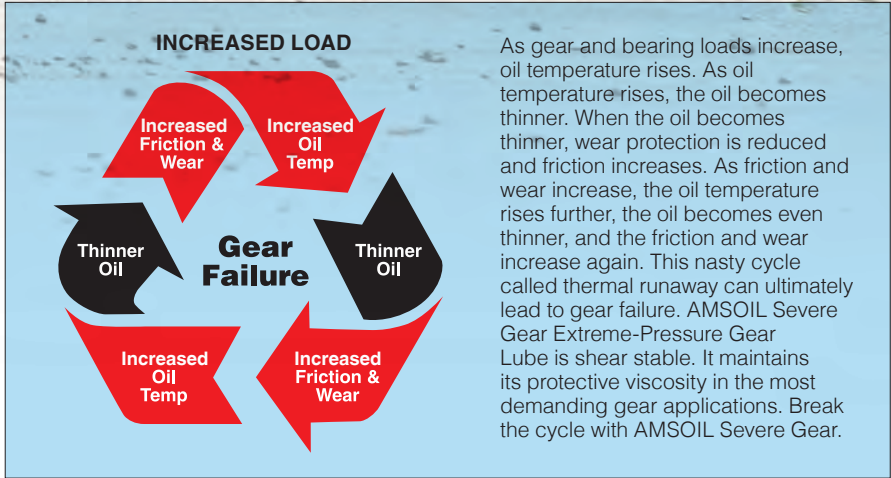 INCREASED LOAD
Increased
Friction &
Wear
Increased
Oil
Temp
Thinner
Oil
Gear
Failure
Thinner
Oil
Increased
Oil
Temp
Increased
Friction &
Wear
As gear and bearing loads increase,
oil temperature rises. As oil
temperature rises, the oil becomes
thinner. When the oil becomes
thinner, wear protection is reduced
and friction increases. As friction and
wear increase, the oil temperature
rises further, the oil becomes even
thinner, and the friction and wear
increase again. This nasty cycle
called thermal runaway can ultimately
lead to gear failure. AMSOIL Severe
Gear Extreme-Pressure Gear
Lube is shear stable. It maintains
its protective viscosity in the most
demanding gear applications. Break
the cycle with AMSOIL Severe Gear.